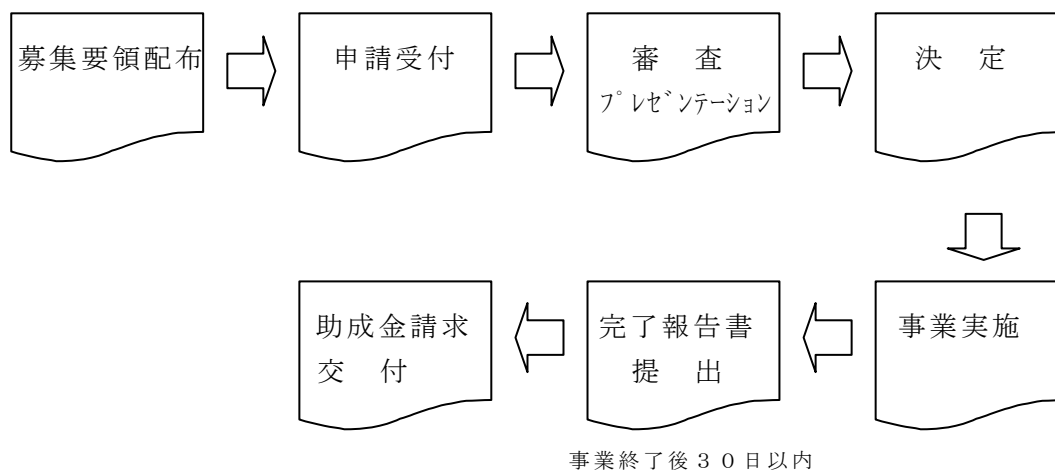 募集要領配布
申請受付
審　査
プレゼンテーション
決　定
事業実施
完了報告書
提　出
事業終了後３０日以内
助成金請求
交　付